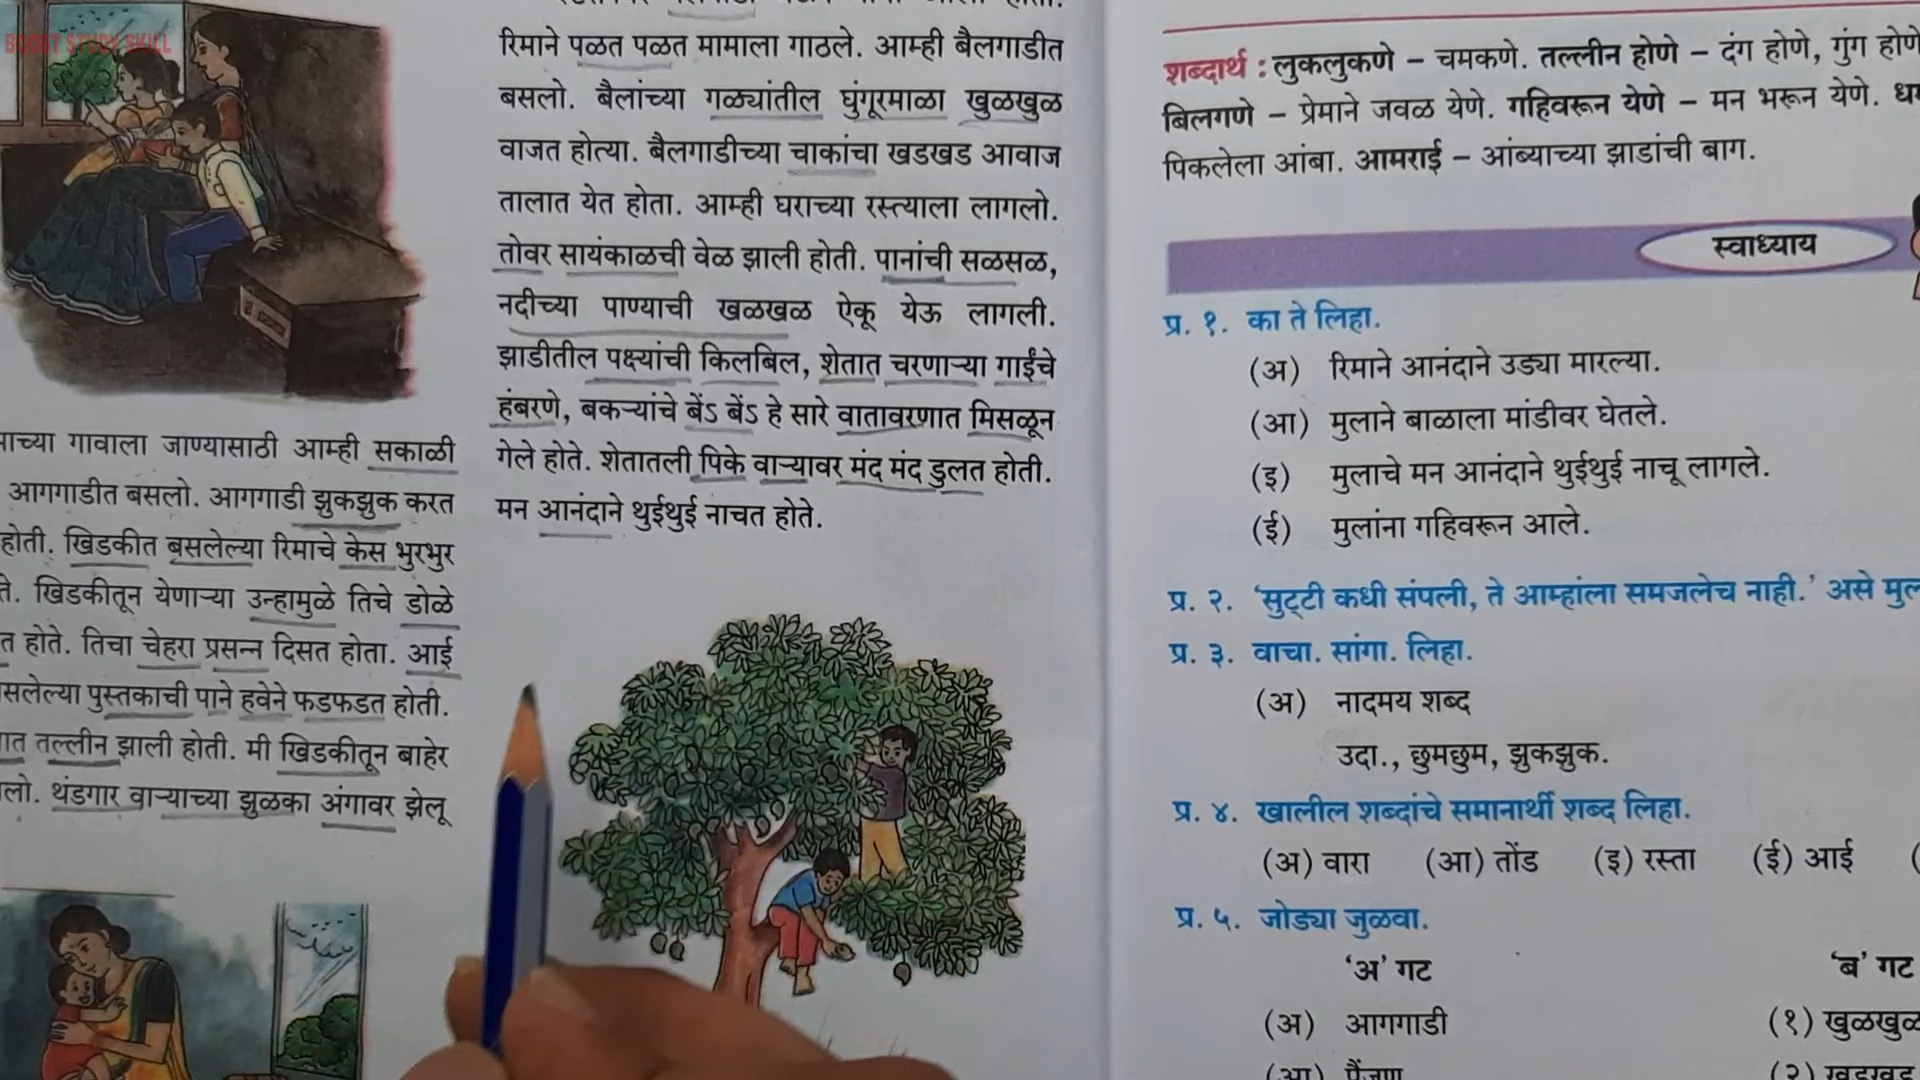 BOOST STUDY SKILL
रिमाने पळत पळत मामाला गाठले. आम्ही बैलगाडीत
बसलो. बैलांच्या गळ्यांतील घुंगूरमाळा खुळखुळ
वाजत होत्या. बैलगाडीच्या चाकांचा खडखड आवाज
तालात येत होता. आम्ही घराच्या रस्त्याला लागलो.
तोवर सायंकाळची वेळ झाली होती. पानांची सळसळ,
नदीच्या पाण्याची खळखळ ऐकू येऊ लागली.
झाडीतील पक्ष्यांची किलबिल, शेतात चरणाऱ्या गाईंचे
हंबरणे, बकऱ्यांचे बेंऽ बेंऽ हे सारे वातावरणात मिसळून
गेले होते. शेतातली पिके वाऱ्यावर मंद मंद डुलत होती.
मन आनंदाने थुईथुई नाचत होते.
गावाला जाण्यासाठी आम्ही सकाळी
आगगाडीत बसलो. आगगाडी झुकझुक करत
होती. खिडकीत बसलेल्या रिमाचे केस भुरभुर
खिडकीतून येणाऱ्या उन्हामुळे तिचे डोळे
होते. तिचा चेहरा प्रसन्न दिसत होता. आई
पुस्तकाची पाने हवेने फडफडत होती.
तल्लीन झाली होती. मी खिडकीतून बाहेर
थंडगार वाऱ्याच्या झुळका अंगावर झेलू
शब्दार्थ : लुकलुकणे – चमकणे. तल्लीन होणे – दंग होणे, गुंग होणे
बिलगणे – प्रेमाने जवळ येणे. गहिवरून येणे – मन भरून येणे.
पिकलेला आंबा. आमराई – आंब्याच्या झाडांची बाग.
स्वाध्याय
प्र. १. का ते लिहा.
(अ) रिमाने आनंदाने उड्या मारल्या.
(आ) मुलाने बाळाला मांडीवर घेतले.
(इ) मुलाचे मन आनंदाने थुईथुई नाचू लागले.
(ई) मुलांना गहिवरून आले.
प्र. २. ‘सुट्टी कधी संपली, ते आम्हांला समजलेच नाही.’ असे
प्र. ३. वाचा. सांगा. लिहा.
(अ) नादमय शब्द
उदा., छुमछुम, झुकझुक.
प्र. ४. खालील शब्दांचे समानार्थी शब्द लिहा.
(अ) वारा (आ) तोंड (इ) रस्ता (ई) आई
प्र. ५. जोड्या जुळवा.
‘अ’ गट ‘ब’ गट
(अ) आगगाडी (१) खुळखुळ
(आ) पैंजण (२) खडखड